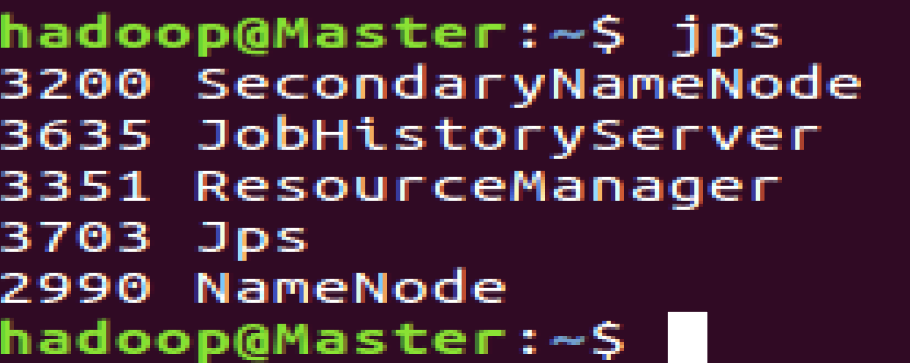 hadoop@Master:~$ jps
3200 SecondaryNameNode
3635 JobHistoryServer
3351 ResourceManager
3703 Jps
2990 NameNode
hadoop@Master:~$